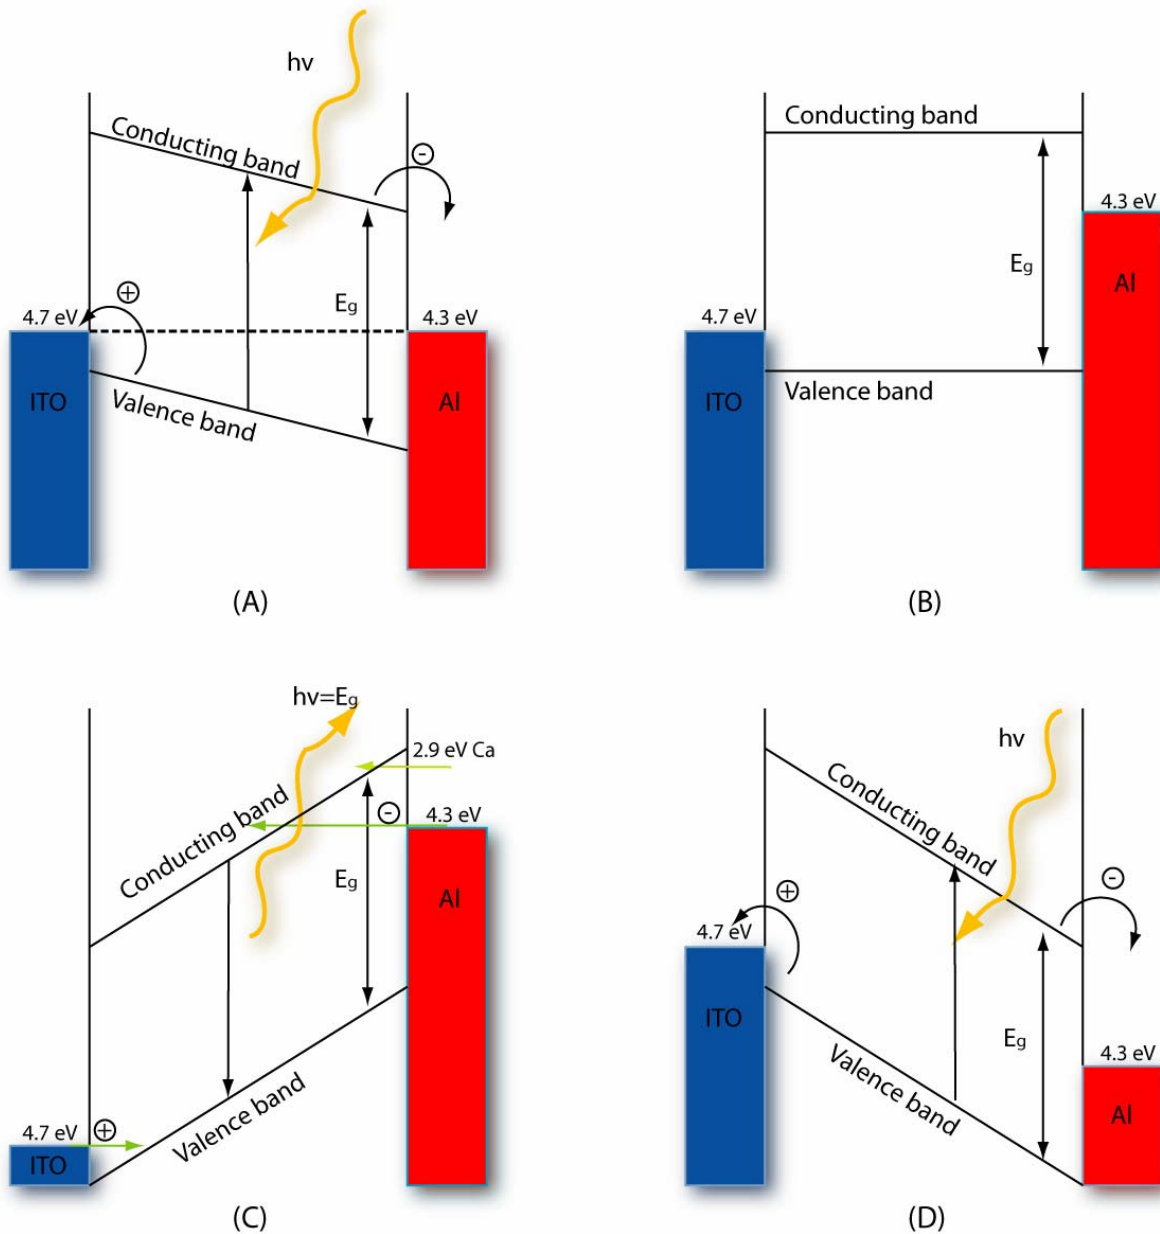 hν
Conducting band
⊖
⊕
4.7 eV
Eg
4.3 eV
ITO
Valence band
Al
(A)
Conducting band
4.3 eV
Eg
Al
4.7 eV
ITO
Valence band
(B)
hν=Eg
2.9 eV Ca
Conducting band
⊖
4.3 eV
Eg
Al
4.7 eV
⊕
Valence band
ITO
(C)
hν
Conducting band
⊕
⊖
4.7 eV
ITO
Eg
4.3 eV
Valence band
Al
(D)